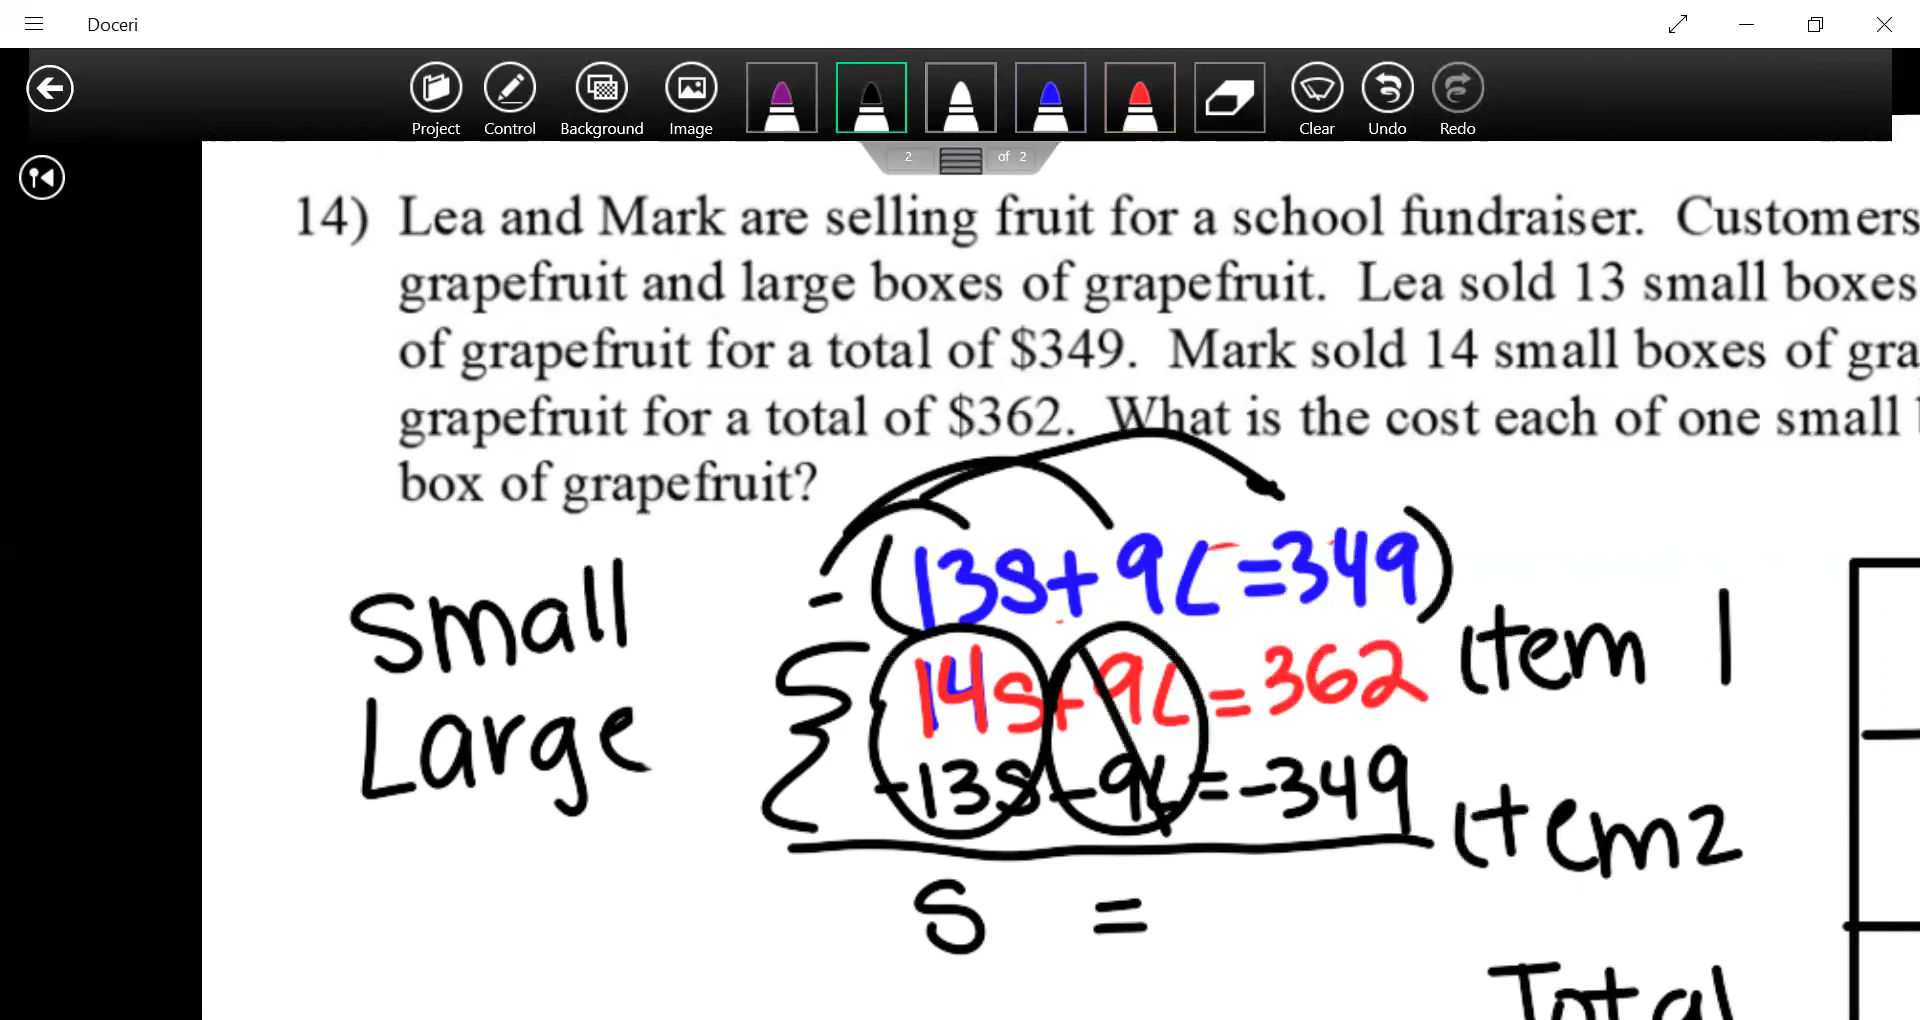 Doceri
Project Control Background Image Clear Undo Redo
2 of 2
14) Lea and Mark are selling fruit for a school fundraiser. Customers
grapefruit and large boxes of grapefruit. Lea sold 13 small boxes
of grapefruit for a total of $349. Mark sold 14 small boxes of gra
grapefruit for a total of $362. What is the cost each of one small
box of grapefruit?
-(13s+9L=349)
Small
14s+9L=362
Item 1
Large
-13s-9L=-349
Item 2
s =
Total